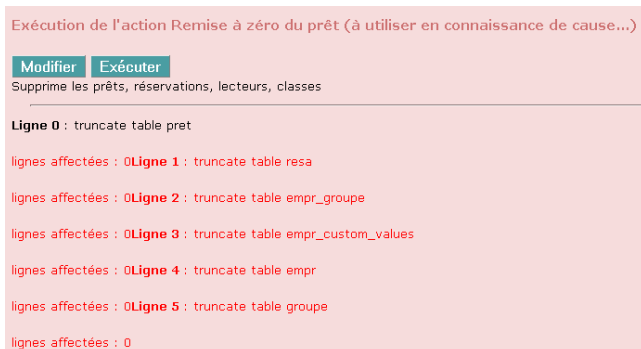 Exécution de l'action Remise à zéro du prêt (à utiliser en connaissance de cause...)
Modifier Exécuter
Supprime les prêts, réservations, lecteurs, classes
Ligne 0 : truncate table pret
lignes affectées : 0Ligne 1 : truncate table resa
lignes affectées : 0Ligne 2 : truncate table empr_groupe
lignes affectées : 0Ligne 3 : truncate table empr_custom_values
lignes affectées : 0Ligne 4 : truncate table empr
lignes affectées : 0Ligne 5 : truncate table groupe
lignes affectées : 0